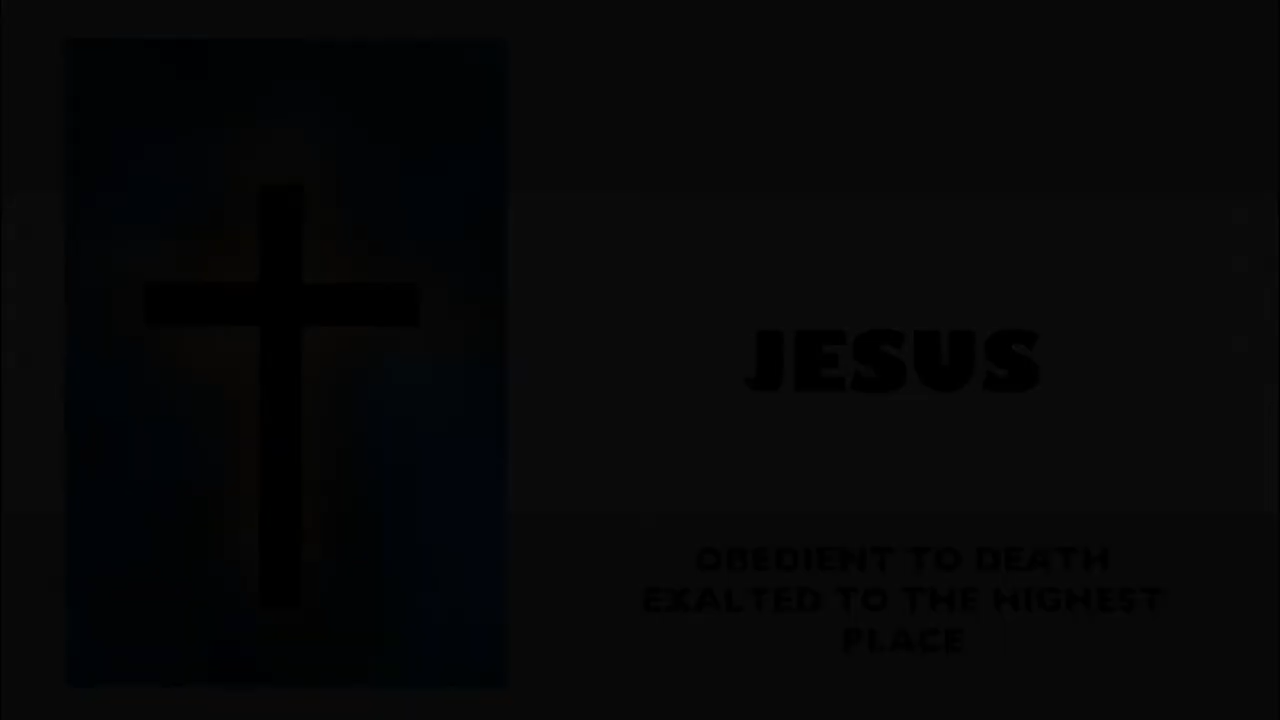 JESUS
OBEDIENT TO DEATH
EXALTED TO THE HIGHEST
PLACE